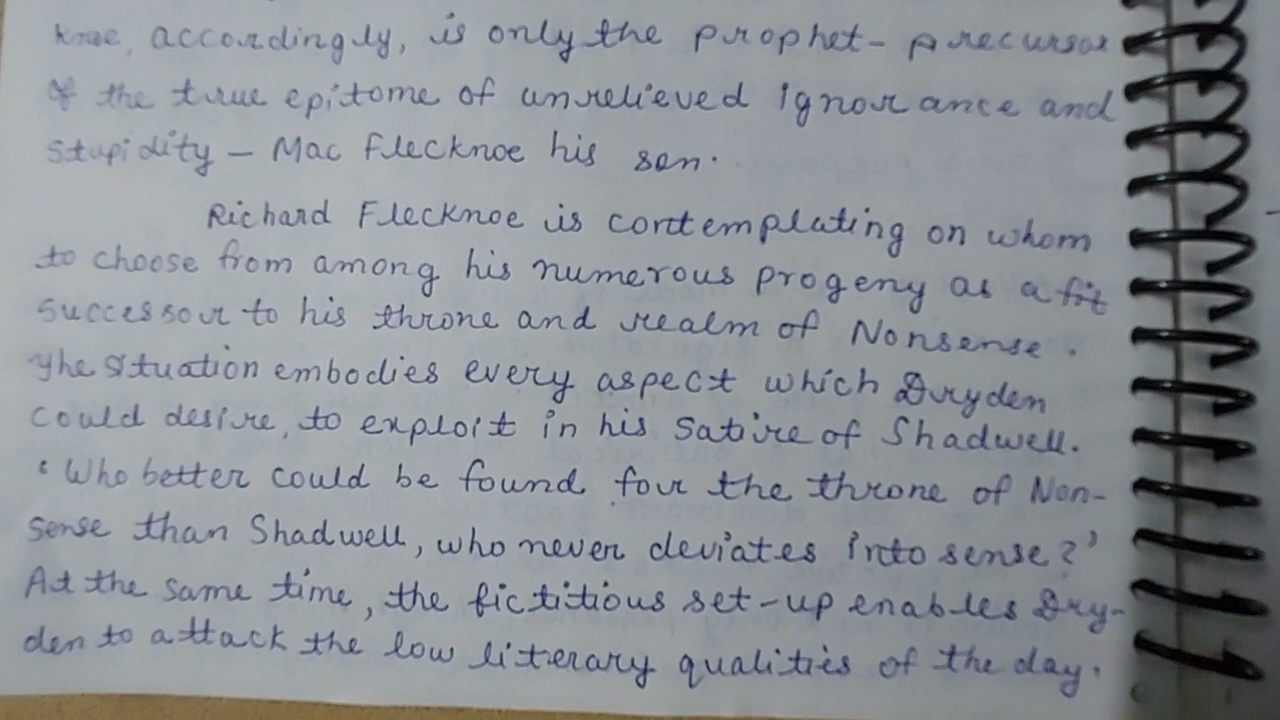 knoe, accordingly, is only the prophet- precursor
of the true epitome of unrelieved ignorance and
stupidity – Mac Flecknoe his son.
Richard Flecknoe is contemplating on whom
to choose from among his numerous progeny as a fit
successor to his throne and realm of Nonsense.
The situation embodies every aspect which Dryden
could desire, to exploit in his Satire of Shadwell.
‘Who better could be found for the throne of Non-
sense than Shadwell, who never deviates into sense?’
At the same time, the fictitious set-up enables Dry-
den to attack the low literary qualities of the day.